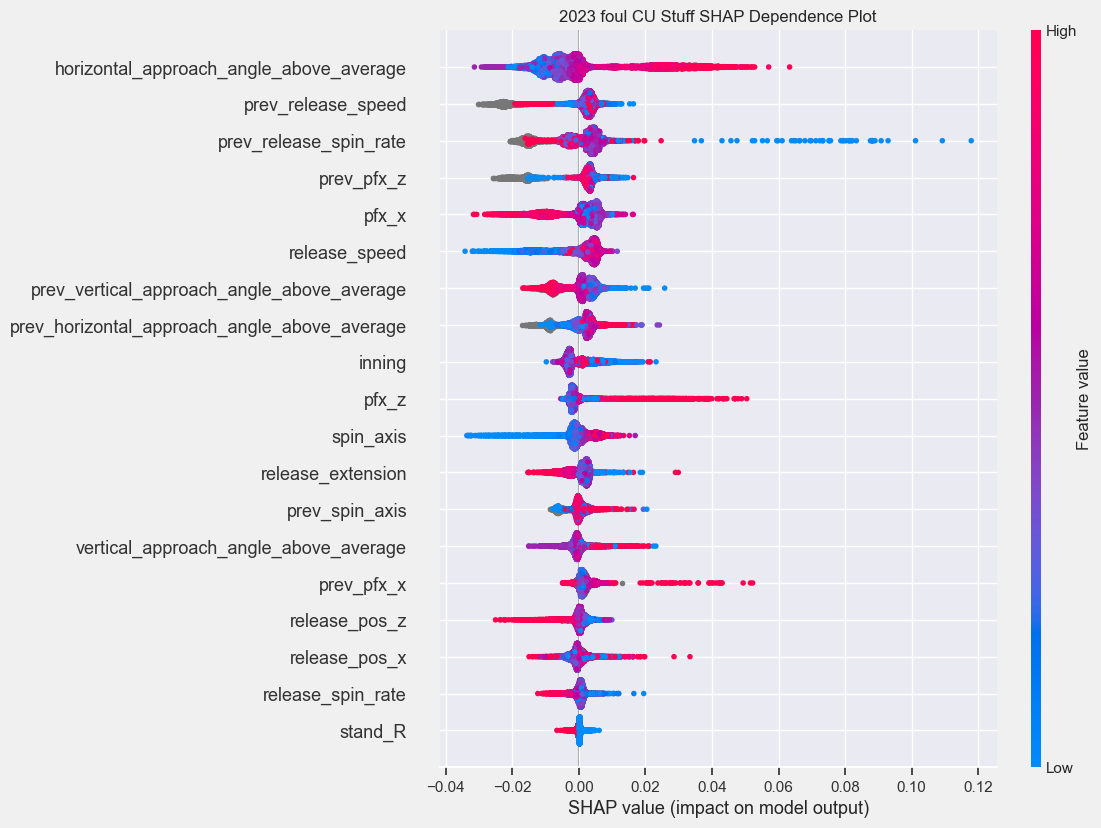 2023 foul CU Stuff SHAP Dependence Plot
High
horizontal_approach_angle_above_average
prev_release_speed
prev_release_spin_rate
prev_pfx_z
pfx_x
release_speed
prev_vertical_approach_angle_above_average
prev_horizontal_approach_angle_above_average
inning
pfx_z
spin_axis
release_extension
prev_spin_axis
vertical_approach_angle_above_average
prev_pfx_x
release_pos_z
release_pos_x
release_spin_rate
stand_R
Feature value
Low
−0.04 −0.02 0.00 0.02 0.04 0.06 0.08 0.10 0.12
SHAP value (impact on model output)